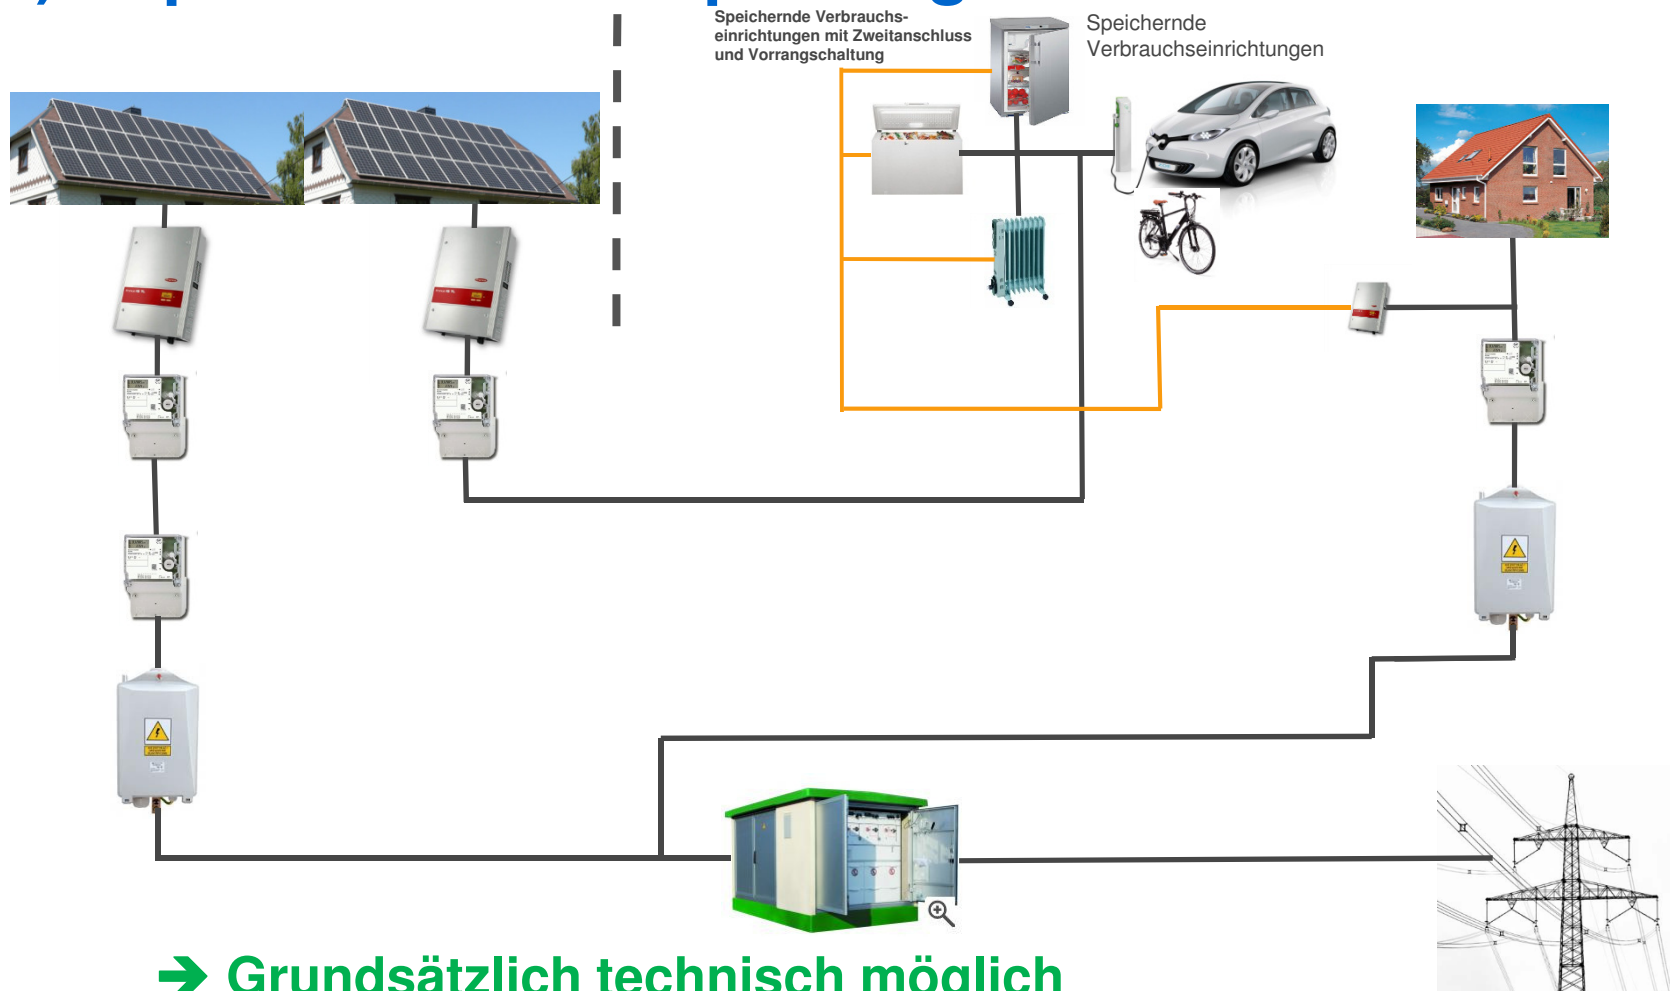 Speichernde Verbrauchs-
einrichtungen mit Zweitanschluss
und Vorrangschaltung
Speichernde
Verbrauchseinrichtungen
➔ Grundsätzlich technisch möglich